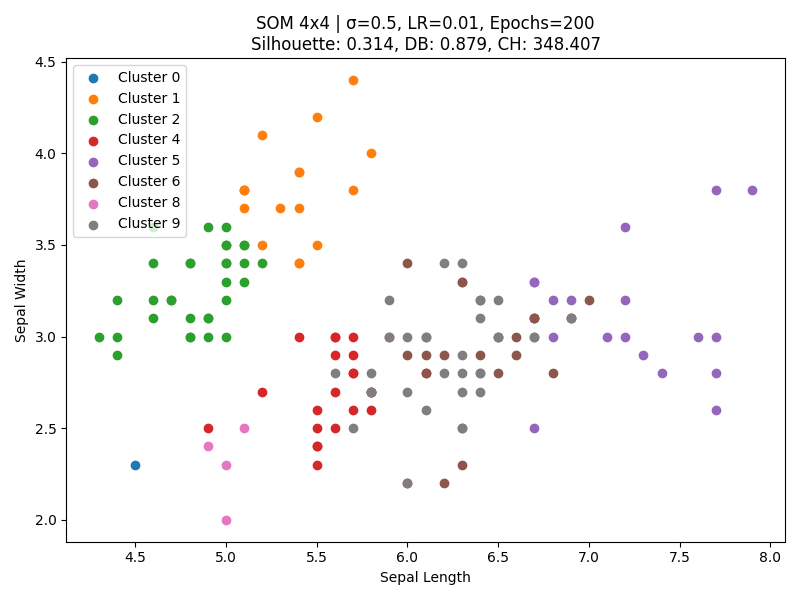 SOM 4x4 | σ=0.5, LR=0.01, Epochs=200
Silhouette: 0.314, DB: 0.879, CH: 348.407
Cluster 0
Cluster 1
Cluster 2
Cluster 4
Cluster 5
Cluster 6
Cluster 8
Cluster 9
Sepal Width
4.5
4.0
3.5
3.0
2.5
2.0
4.5 5.0 5.5 6.0 6.5 7.0 7.5 8.0
Sepal Length